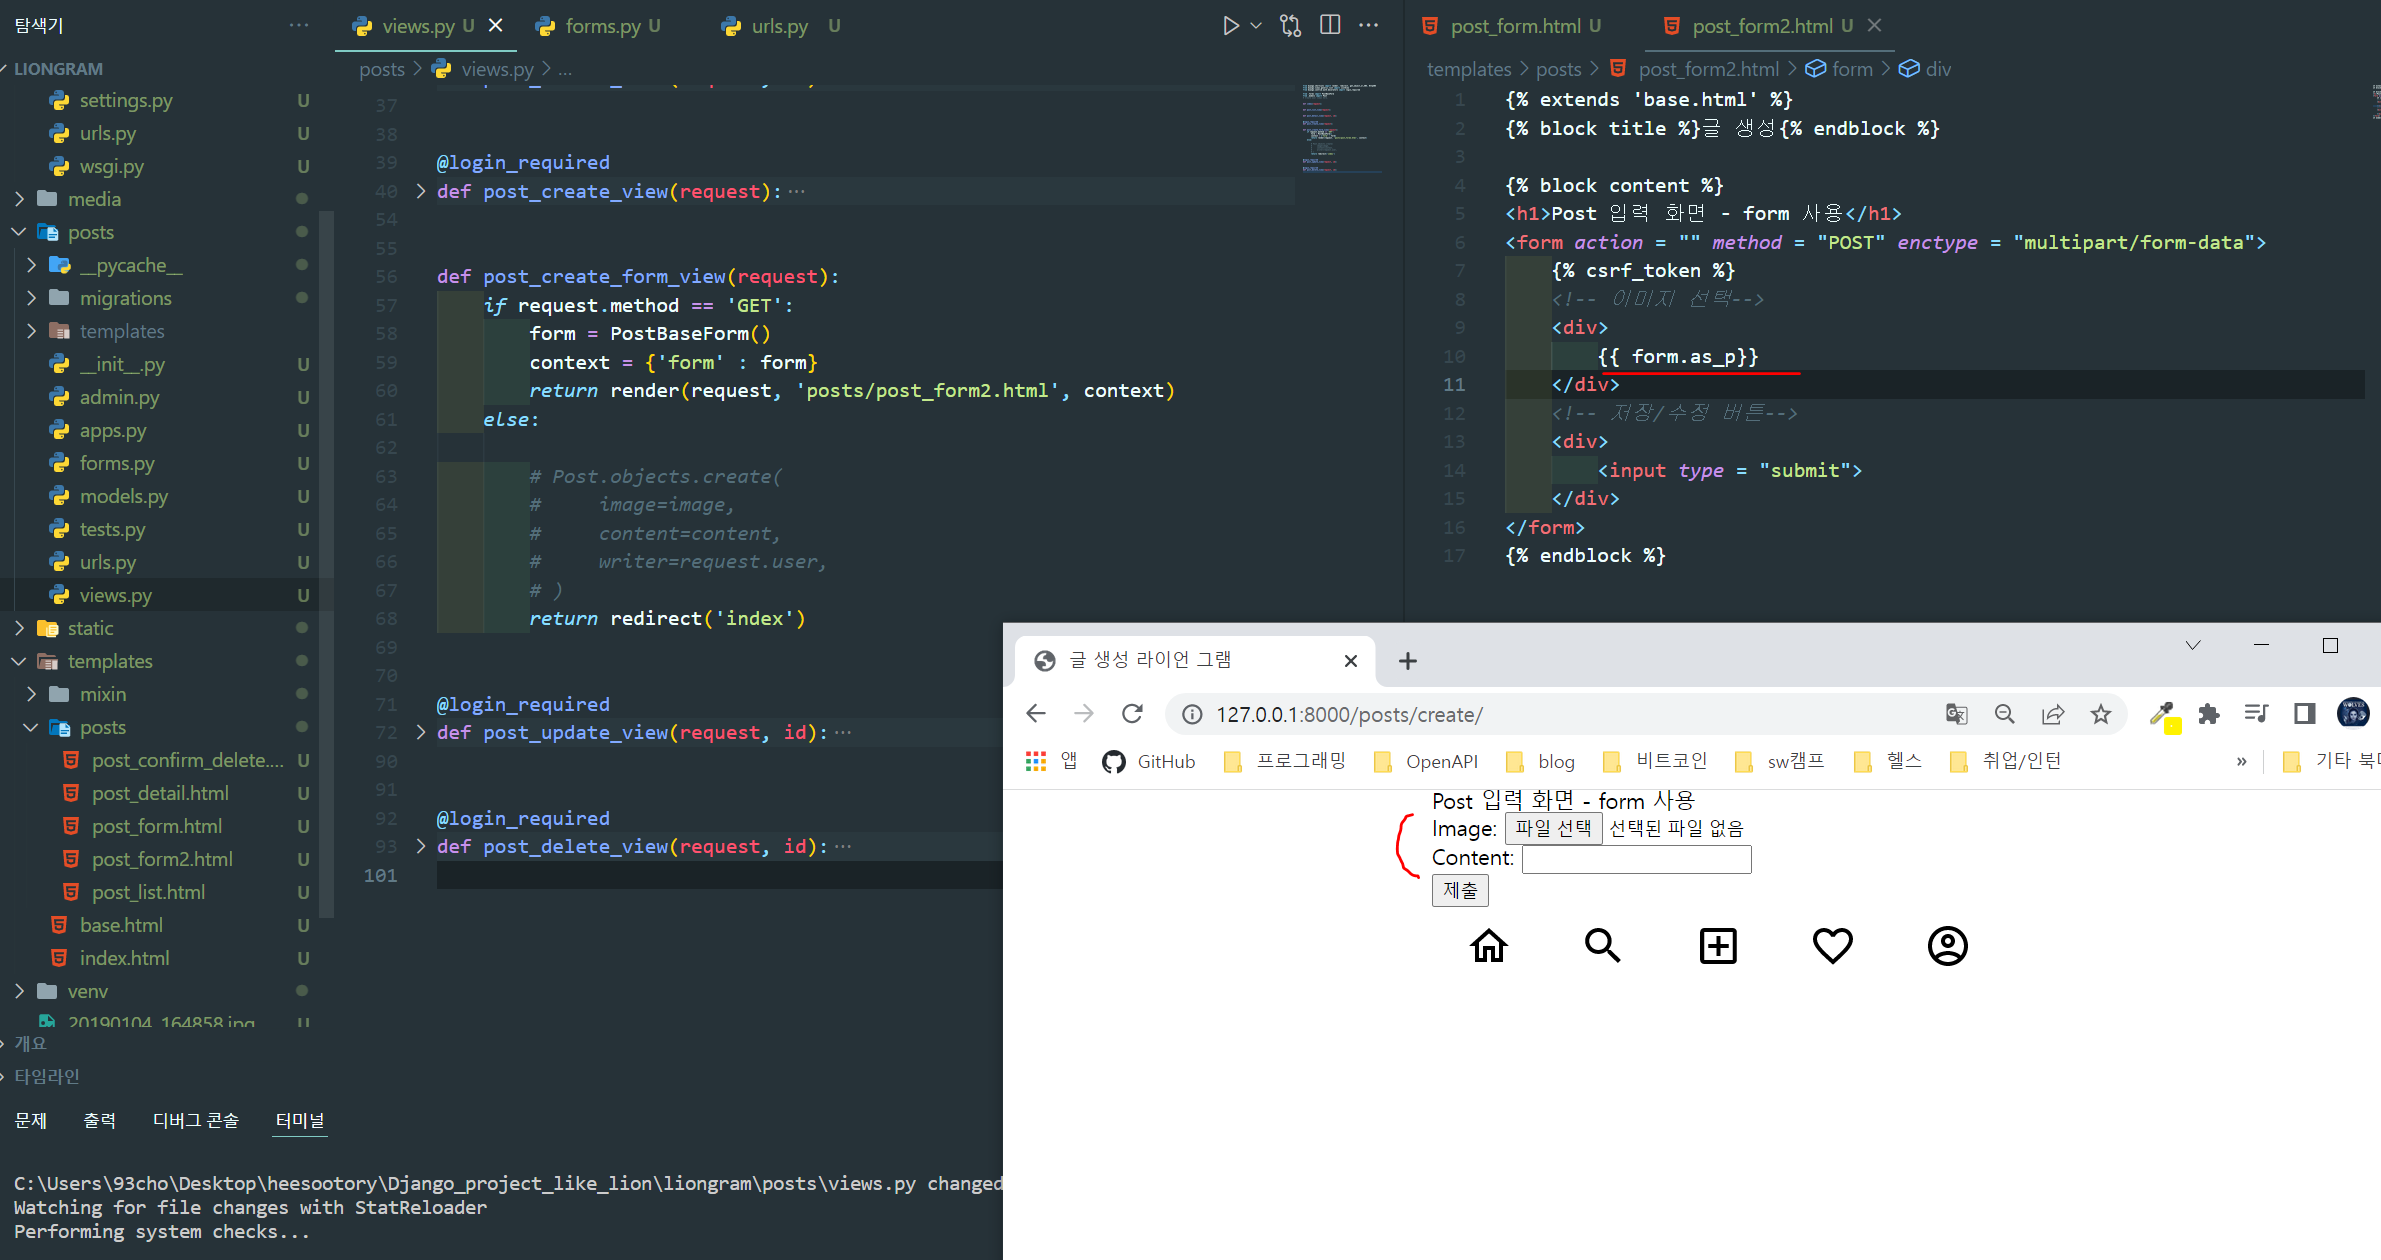 탐색기
LIONGRAM
settings.py U
urls.py U
wsgi.py U
media
posts
__pycache__
migrations
templates
__init__.py U
admin.py U
apps.py U
forms.py U
models.py U
tests.py U
urls.py U
views.py U
static
templates
mixin
posts
post_confirm_delete.... U
post_detail.html U
post_form.html U
post_form2.html U
post_list.html U
base.html U
index.html U
venv
20190104_164858.jpg U
개요
타임라인
views.py U
forms.py U
urls.py U
posts > views.py > ...
37
38
39 @login_required
40 def post_create_view(request):···
54
55
56 def post_create_form_view(request):
57 if request.method == 'GET':
58 form = PostBaseForm()
59 context = {'form' : form}
60 return render(request, 'posts/post_form2.html', context)
61 else:
62
63 # Post.objects.create(
64 #     image=image,
65 #     content=content,
66 #     writer=request.user,
67 # )
68 return redirect('index')
69
70
71 @login_required
72 def post_update_view(request, id):···
90
91
92 @login_required
93 def post_delete_view(request, id):···
101
post_form.html U
post_form2.html U
templates > posts > post_form2.html > form > div
1 {% extends 'base.html' %}
2 {% block title %}글 생성{% endblock %}
3
4 {% block content %}
5 <h1>Post 입력 화면 - form 사용</h1>
6 <form action = "" method = "POST" enctype = "multipart/form-data">
7 {% csrf_token %}
8 <!-- 이미지 선택-->
9 <div>
10 {{ form.as_p}}
11 </div>
12 <!-- 저장/수정 버튼-->
13 <div>
14 <input type = "submit">
15 </div>
16 </form>
17 {% endblock %}
글 생성 라이언 그램
127.0.0.1:8000/posts/create/
앱 GitHub 프로그래밍 OpenAPI blog 비트코인 sw캠프 헬스 취업/인턴 » 기타 북
Post 입력 화면 - form 사용
Image: 파일 선택 선택된 파일 없음
Content:
제출
문제 출력 디버그 콘솔 터미널
C:\Users\93cho\Desktop\heesootory\Django_project_like_lion\liongram\posts\views.py changed
Watching for file changes with StatReloader
Performing system checks...